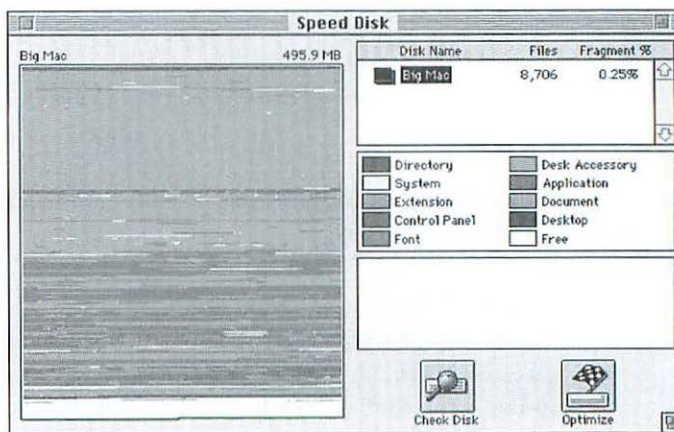 Speed Disk
Big Mac 495.9 MB
Disk Name Files Fragment %
Big Mac 8,706 0.25%
Directory
System
Extension
Control Panel
Font
Desk Accessory
Application
Document
Desktop
Free
Check Disk
Optimize